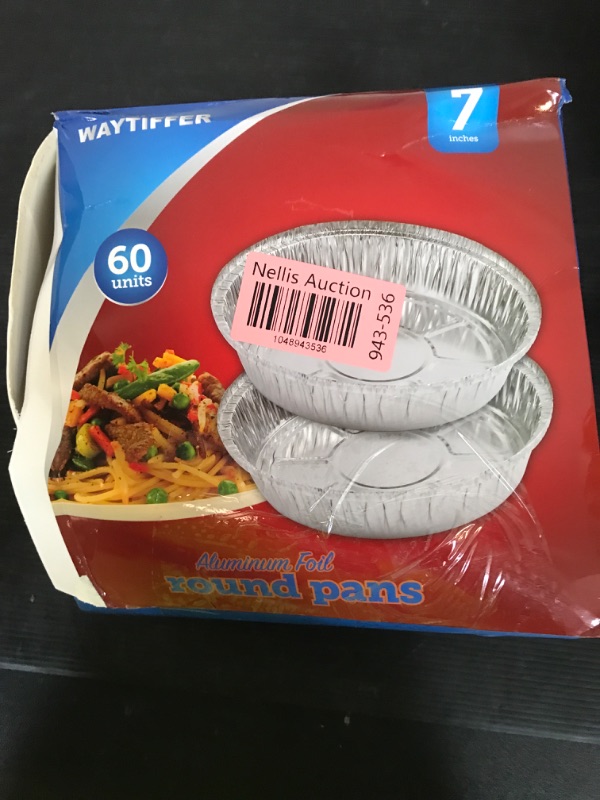 WAYTIFFER
7
inches
60
units
Nellis Auction
1048943536
943-536
Aluminum Foil
round pans